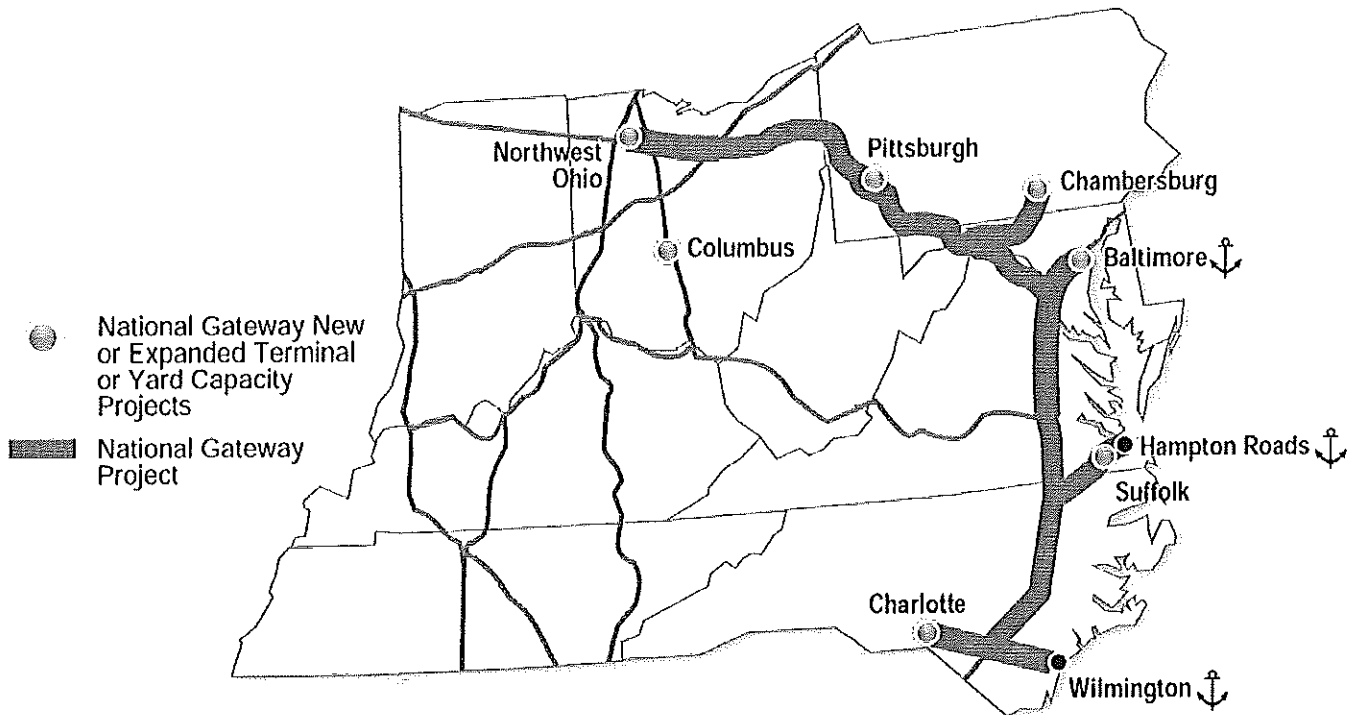 Northwest
Ohio
Pittsburgh
Chambersburg
Columbus
Baltimore
National Gateway New
or Expanded Terminal
or Yard Capacity
Projects
National Gateway
Project
Hampton Roads
Suffolk
Charlotte
Wilmington